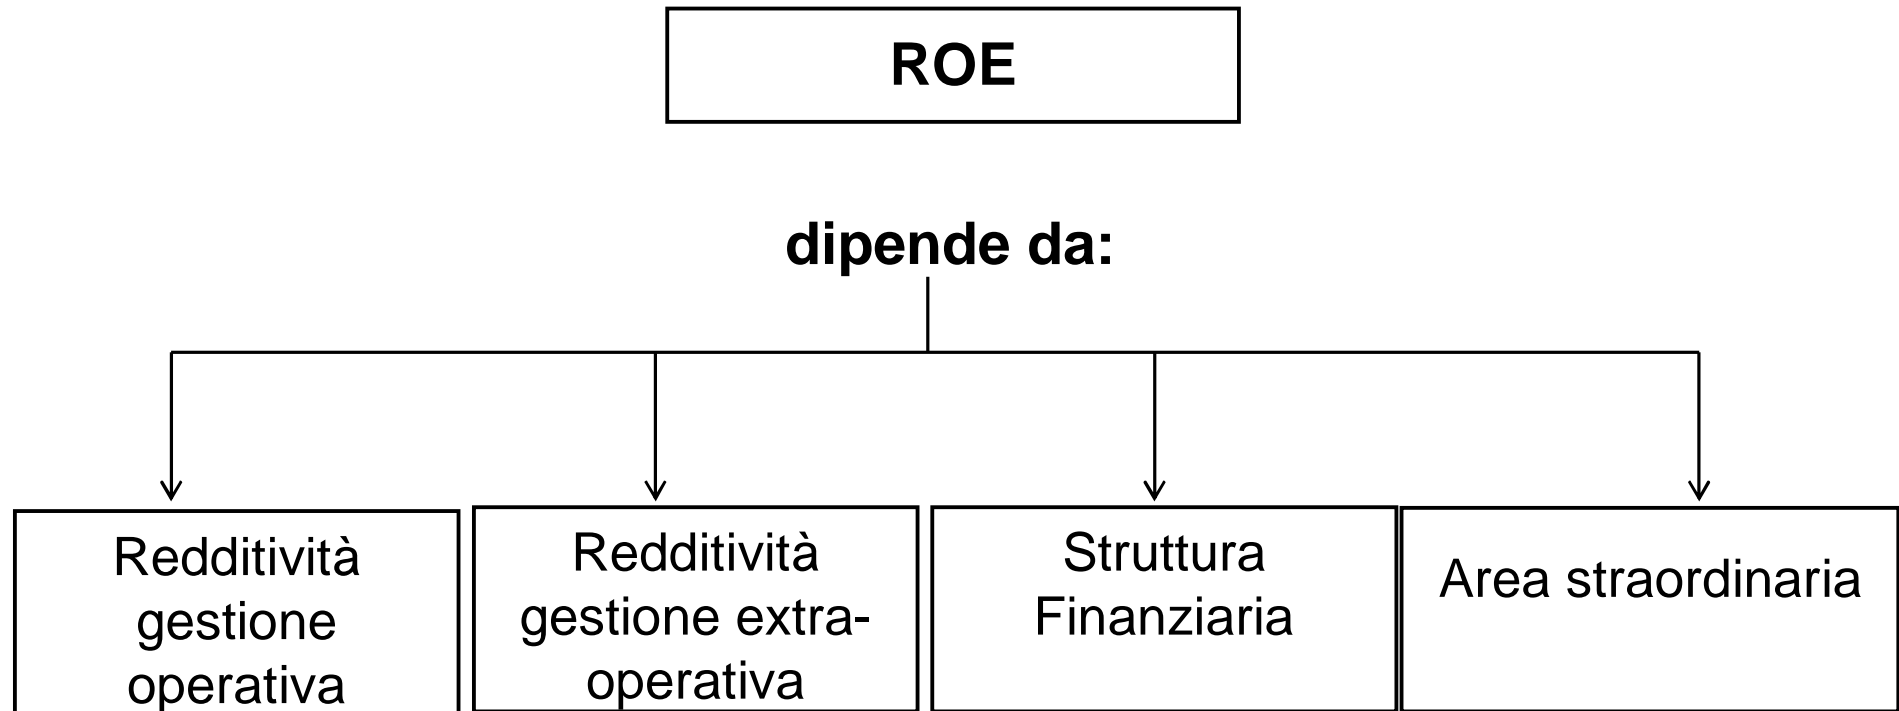 ROE
dipende da:
Redditività
gestione
operativa
Redditività
gestione extra-
operativa
Struttura
Finanziaria
Area straordinaria